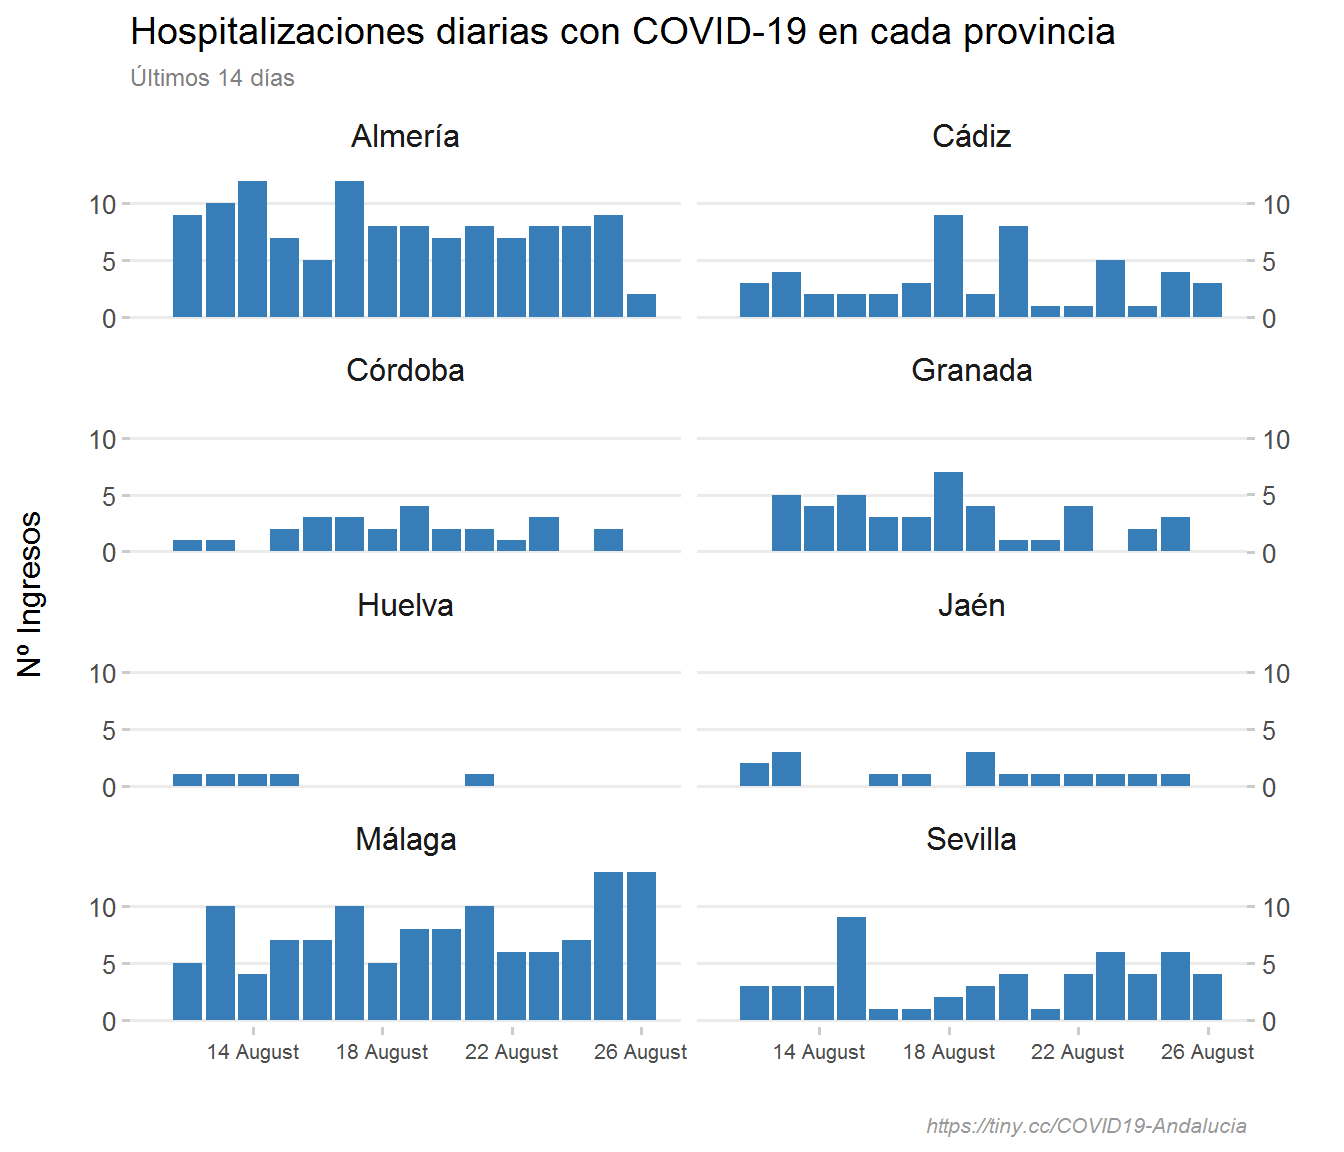 Hospitalizaciones diarias con COVID-19 en cada provincia
Últimos 14 días
Nº Ingresos
Almería
Cádiz
10
5
0
10
5
0
Córdoba
Granada
10
5
0
10
5
0
Huelva
Jaén
10
5
0
10
5
0
Málaga
Sevilla
10
5
0
10
5
0
14 August 18 August 22 August 26 August
14 August 18 August 22 August 26 August
https://tiny.cc/COVID19-Andalucia